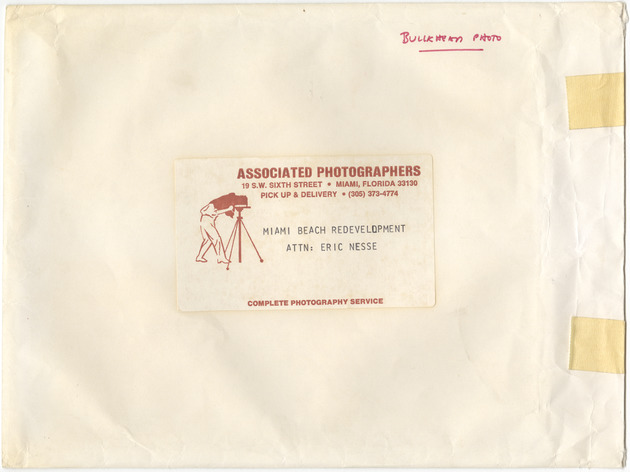 BULKHEAD PHOTO
ASSOCIATED PHOTOGRAPHERS
19 S.W. SIXTH STREET • MIAMI, FLORIDA 33130
PICK UP & DELIVERY • (305) 373-4774
MIAMI BEACH REDEVELOPMENT
ATTN: ERIC NESSE
COMPLETE PHOTOGRAPHY SERVICE